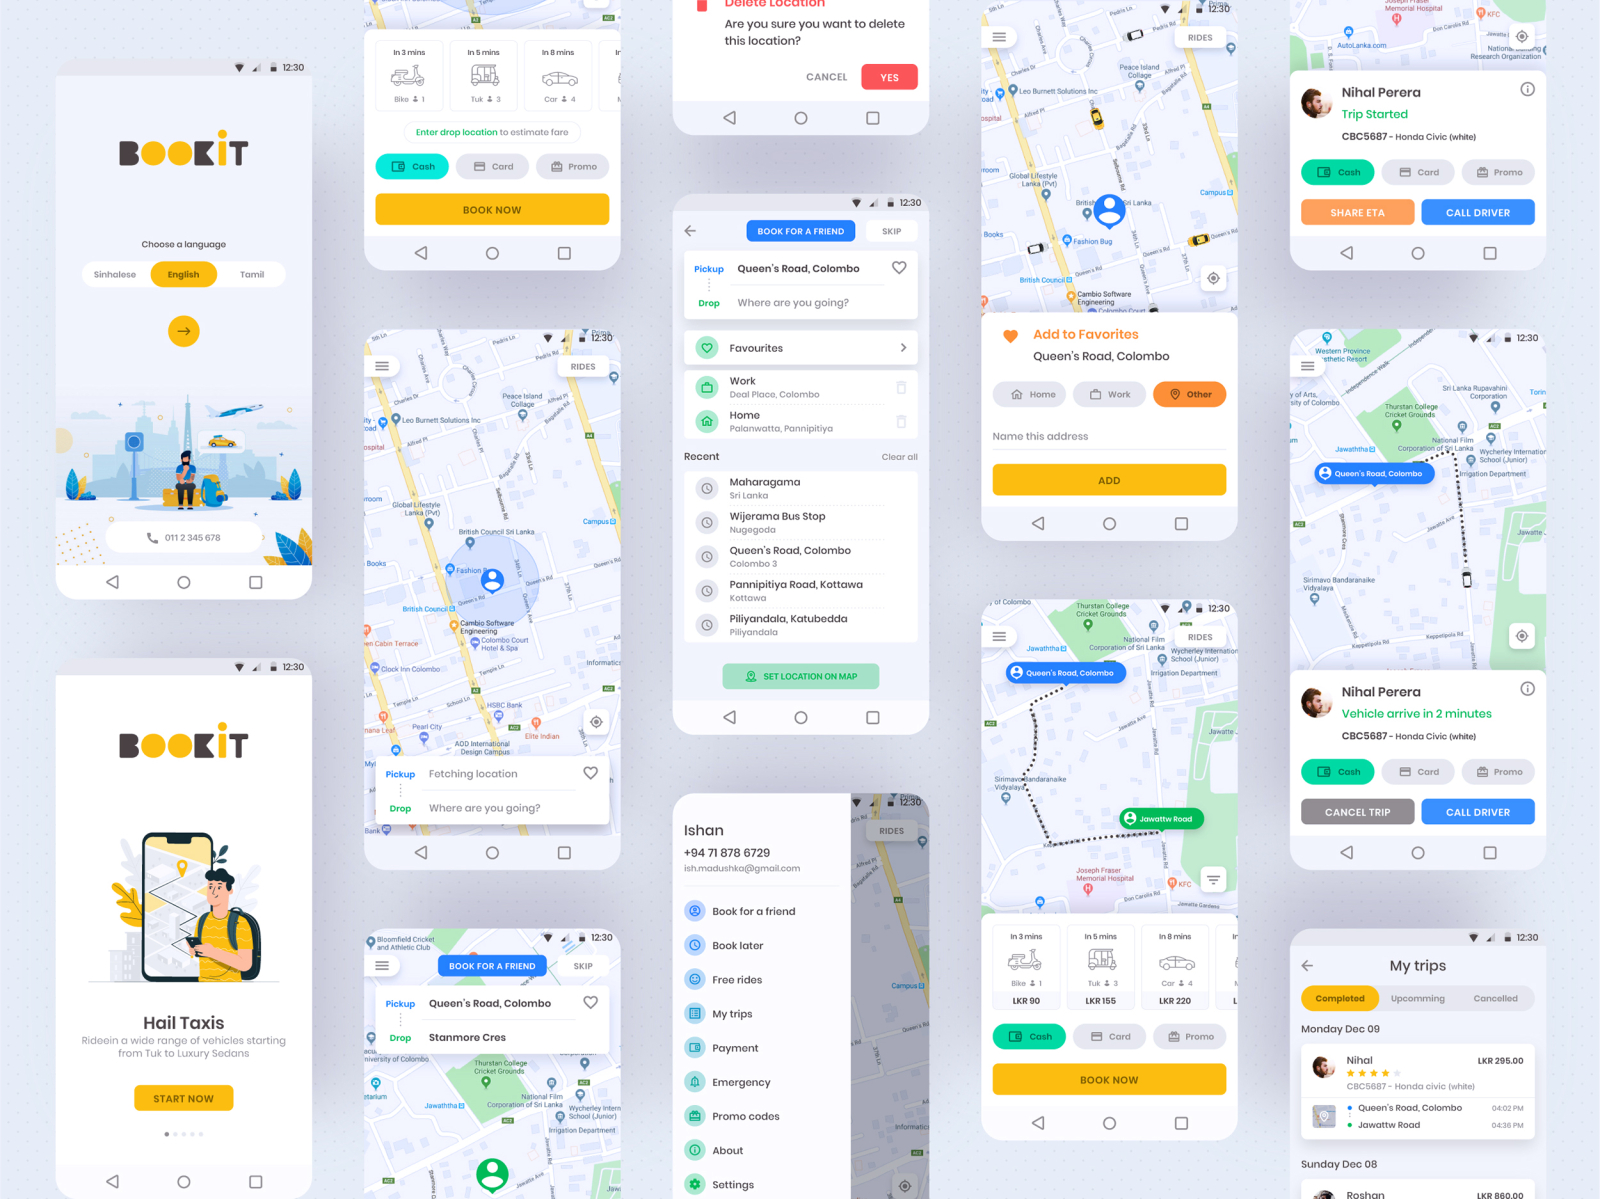 12:30
BOOKiT
Choose a language
Sinhalese English Tamil
011 2 345 678
12:30
BOOKiT
Hail Taxis
Rideein a wide range of vehicles starting
from Tuk to Luxury Sedans
START NOW
In 3 mins In 5 mins In 8 mins In
Bike 1 Tuk 3 Car 4
Enter drop location to estimate fare
Cash Card Promo
BOOK NOW
12:30
RIDES
Peace Island
Collage
Leo Burnett Solutions Inc
Global Lifestyle
Lanka (Pvt)
British Council Sri Lanka
Campus
Books
British Council
Cambio Software
Engineering
Colombo Court
Hotel & Spa
Cabin Terrace
Clock Inn Colombo
Informatics
HSBC Bank
Pearl City
Elite Indian
ADD International
Design Campus
Pickup Fetching location
Drop Where are you going?
Bank
12:30
Bloomfield Cricket
and Athletic Club
BOOK FOR A FRIEND SKIP
Pickup Queen's Road, Colombo
Drop Stanmore Cres
Thurstan College
Cricket Grounds
Jawaththa
National Film
Corporation of Sri Lanka
Wycherley International
School (Junior)
Irrigation Department
Delete Location
Are you sure you want to delete
this location?
CANCEL YES
12:30
BOOK FOR A FRIEND SKIP
Pickup Queen's Road, Colombo
Drop Where are you going?
Favourites
Work
Doal Place, Colombo
Home
Palanwatta, Pannipitiya
Recent Clear all
Maharagama
Sri Lanka
Wijerama Bus Stop
Nugegoda
Queen's Road, Colombo
Colombo 3
Pannipitiya Road, Kottawa
Kottawa
Piliyandala, Katubedda
Piliyandala
SET LOCATION ON MAP
12:30
RIDES
Ishan
+94 71 878 6729
ish.madushka@gmail.com
Book for a friend
Book later
Free rides
My trips
Payment
Emergency
Promo codes
About
Settings
12:30
RIDES
Peace Island
Collage
Leo Burnett Solutions Inc
Global Lifestyle
Lanka (Pvt)
Campus
Books
Fashion Bug
British Council
Cambio Software
Engineering
Add to Favorites
Queen's Road, Colombo
Home Work Other
Name this address
ADD
12:30
Thurstan College
Cricket Grounds
RIDES
Jawaththa
National Film
Corporation of Sri Lanka
Wycherley International
School (Junior)
Irrigation Department
Queen's Road, Colombo
Sirimavo Bandaranaike
Vidyalaya
Jawattw Road
Joseph Fraser
Memorial Hospital
KFC
In 3 mins In 5 mins In 8 mins In
Bike 1 Tuk 3 Car 4
LKR 90 LKR 155 LKR 220 L
Cash Card Promo
BOOK NOW
Memorial Hospital
KFC
AutoLanka.com
Research Organization
Nihal Perera
Trip Started
CBC5687 - Honda Civic (white)
Cash Card Promo
SHARE ETA CALL DRIVER
12:30
Western Province
Sri Lanka Rupavahini
Corporation
Thurstan College
Cricket Grounds
Jawaththa
National Film
Corporation of Sri Lanka
Wycherley Internation
School (Junior)
Irrigation Department
Queen's Road, Colombo
Sirimavo Bandaranaike
Vidyalaya
Nihal Perera
Vehicle arrive in 2 minutes
CBC5687 - Honda Civic (white)
Cash Card Promo
CANCEL TRIP CALL DRIVER
12:30
My trips
Completed Upcomming Cancelled
Monday Dec 09
Nihal LKR 295.00
CBC5687 - Honda civic (white)
Queen's Road, Colombo 04:02 PM
Jawattw Road 04:36 PM
Sunday Dec 08
Roshan LKR 860.00